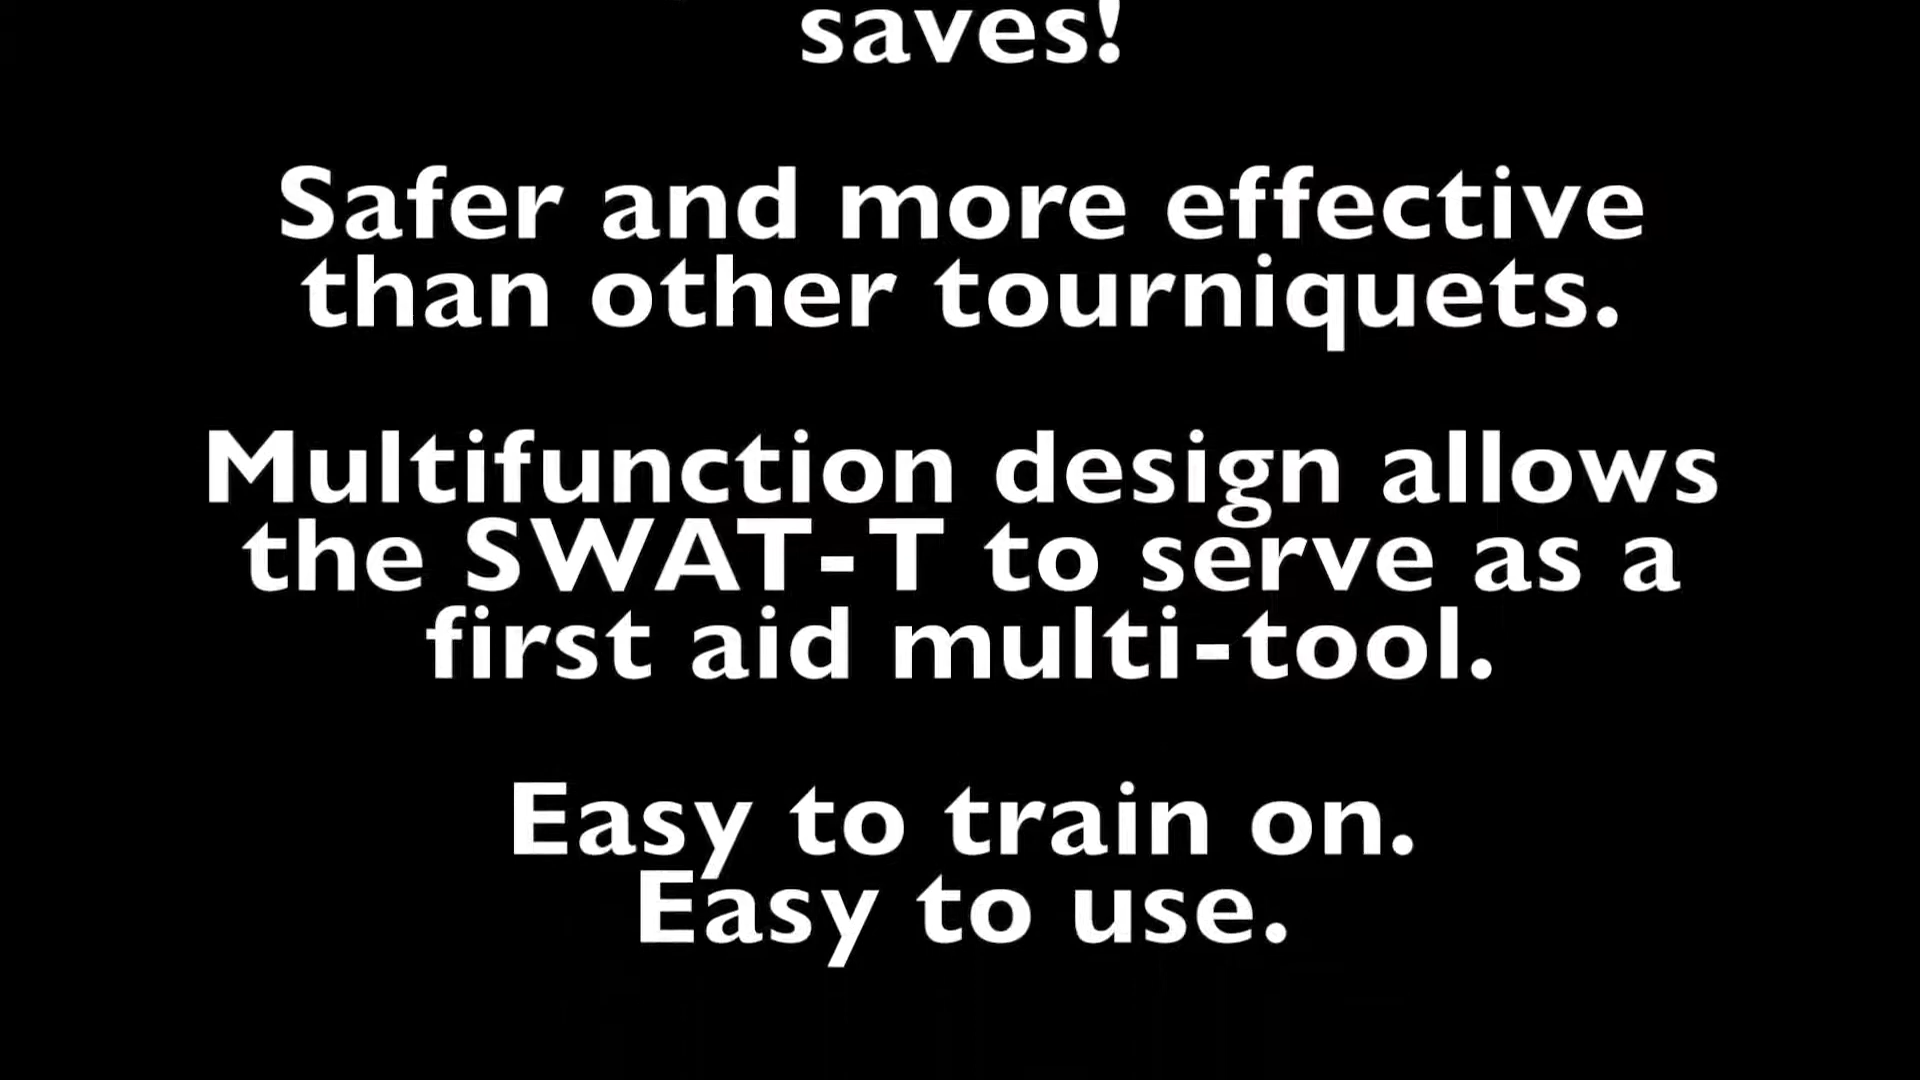 saves!
Safer and more effective
than other tourniquets.
Multifunction design allows
the SWAT-T to serve as a
first aid multi-tool.
Easy to train on.
Easy to use.